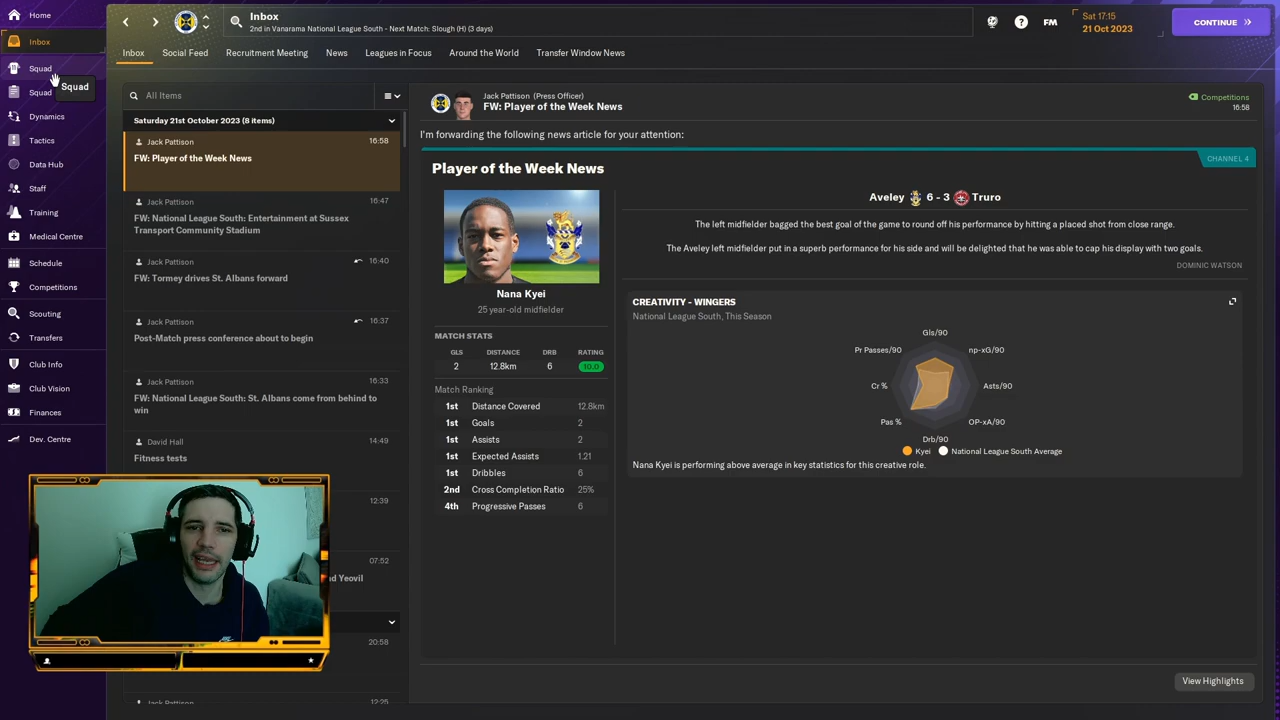 Home
Inbox
Squad
Squad
Squad
Dynamics
Tactics
Data Hub
Staff
Training
Medical Centre
Schedule
Competitions
Scouting
Transfers
Club Info
Club Vision
Finances
Dev. Centre
Inbox
2nd in Vanarama National League South - Next Match: Slough (H) (3 days)
FM
Sat 17:15
21 Oct 2023
CONTINUE
Inbox
Social Feed
Recruitment Meeting
News
Leagues in Focus
Around the World
Transfer Window News
All Items
Saturday 21st October 2023 (8 items)
Jack Pattison 16:58
FW: Player of the Week News
Jack Pattison 16:47
FW: National League South: Entertainment at Sussex
Transport Community Stadium
Jack Pattison 16:40
FW: Tormey drives St. Albans forward
Jack Pattison 16:37
Post-Match press conference about to begin
Jack Pattison 16:33
FW: National League South: St. Albans come from behind to
win
David Hall 14:49
Fitness tests
12:39
07:52
d Yeovil
20:58
Jack Pattison 12:25
Jack Pattison (Press Officer)
FW: Player of the Week News
Competitions
16:58
I'm forwarding the following news article for your attention:
CHANNEL 4
Player of the Week News
Nana Kyei
25 year-old midfielder
MATCH STATS
GLS DISTANCE DRB RATING
2 12.8km 6 10.0
Match Ranking
1st Distance Covered 12.8km
1st Goals 2
1st Assists 2
1st Expected Assists 1.21
1st Dribbles 6
2nd Cross Completion Ratio 25%
4th Progressive Passes 6
Aveley 6 - 3 Truro
The left midfielder bagged the best goal of the game to round off his performance by hitting a placed shot from close range.
The Aveley left midfielder put in a superb performance for his side and will be delighted that he was able to cap his display with two goals.
DOMINIC WATSON
CREATIVITY - WINGERS
National League South, This Season
Gls/90
Pr Passes/90
np-xG/90
Cr %
Asts/90
Pas %
OP-xA/90
Drb/90
Kyei
National League South Average
Nana Kyei is performing above average in key statistics for this creative role.
View Highlights